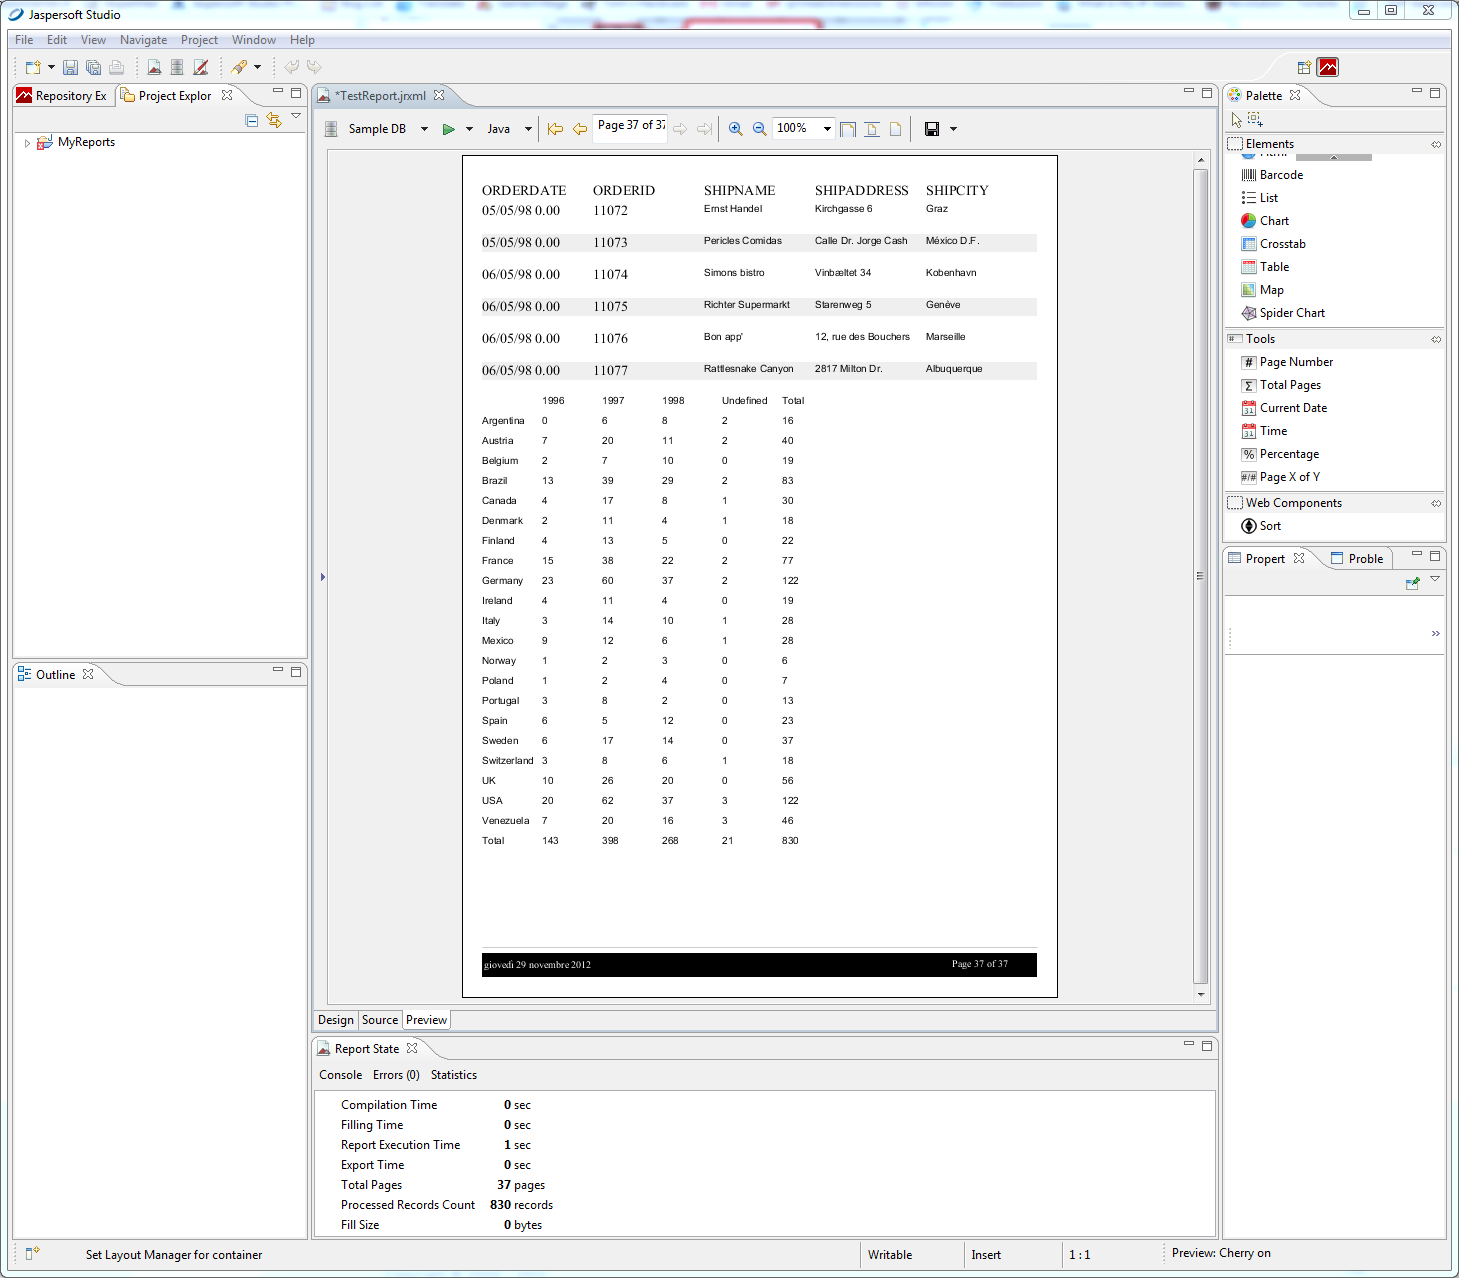 Jaspersoft Studio
File Edit View Navigate Project Window Help
Repository Ex Project Explor
MyReports
Outline
*TestReport.jrxml
Sample DB Java Page 37 of 37 100%
ORDERDATE ORDERID SHIPNAME SHIPADDRESS SHIPCITY
05/05/98 0.00 11072 Ernst Handel Kirchgasse 6 Graz
05/05/98 0.00 11073 Pericles Comidas Calle Dr. Jorge Cash México D.F.
06/05/98 0.00 11074 Simons bistro Vinbæltet 34 Kobenhavn
06/05/98 0.00 11075 Richter Supermarkt Starenweg 5 Genève
06/05/98 0.00 11076 Bon app' 12, rue des Bouchers Marseille
06/05/98 0.00 11077 Rattlesnake Canyon 2817 Milton Dr. Albuquerque
1996 1997 1998 Undefined Total
Argentina 0 6 8 2 16
Austria 7 20 11 2 40
Belgium 2 7 10 0 19
Brazil 13 39 29 2 83
Canada 4 17 8 1 30
Denmark 2 11 4 1 18
Finland 4 13 5 0 22
France 15 38 22 2 77
Germany 23 60 37 2 122
Ireland 4 11 4 0 19
Italy 3 14 10 1 28
Mexico 9 12 6 1 28
Norway 1 2 3 0 6
Poland 1 2 4 0 7
Portugal 3 8 2 0 13
Spain 6 5 12 0 23
Sweden 6 17 14 0 37
Switzerland 3 8 6 1 18
UK 10 26 20 0 56
USA 20 62 37 3 122
Venezuela 7 20 16 3 46
Total 143 398 268 21 830
giovedì 29 novembre 2012 Page 37 of 37
Design Source Preview
Report State
Console Errors (0) Statistics
Compilation Time 0 sec
Filling Time 0 sec
Report Execution Time 1 sec
Export Time 0 sec
Total Pages 37 pages
Processed Records Count 830 records
Fill Size 0 bytes
Palette
Elements
Html
Barcode
List
Chart
Crosstab
Table
Map
Spider Chart
Tools
Page Number
Total Pages
Current Date
Time
Percentage
Page X of Y
Web Components
Sort
Propert Proble
Set Layout Manager for container Writable Insert 1 : 1 Preview: Cherry on